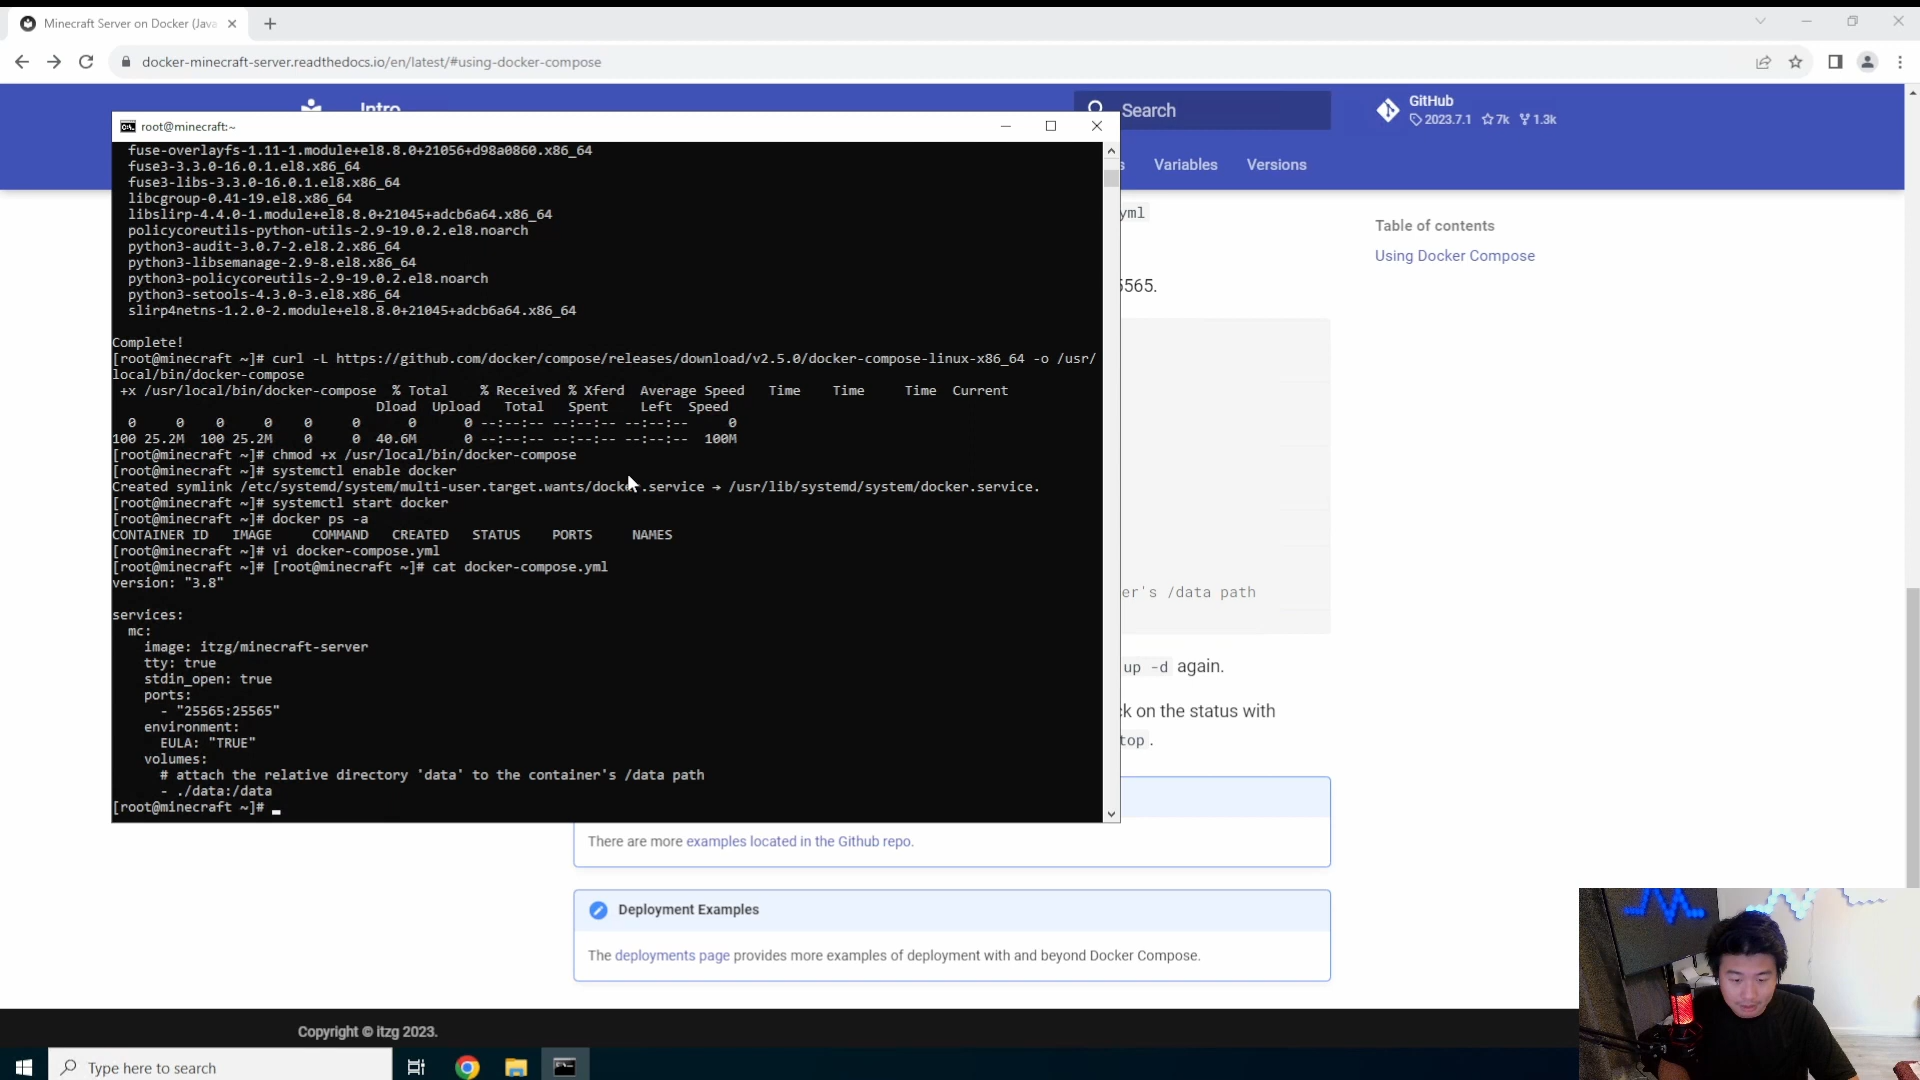 Minecraft Server on Docker (Java
docker-minecraft-server.readthedocs.io/en/latest/#using-docker-compose
Intro
Search
GitHub
2023.7.1 7k 1.3k
Variables Versions
root@minecraft:~
fuse-overlayfs-1.11-1.module+el8.8.0+21056+d98a0860.x86_64
fuse3-3.3.0-16.0.1.el8.x86_64
fuse3-libs-3.3.0-16.0.1.el8.x86_64
libcgroup-0.41-19.el8.x86_64
libslirp-4.4.0-1.module+el8.8.0+21045+adcb6a64.x86_64
policycoreutils-python-utils-2.9-19.0.2.el8.noarch
python3-audit-3.0.7-2.el8.2.x86_64
python3-libsemanage-2.9-8.el8.x86_64
python3-policycoreutils-2.9-19.0.2.el8.noarch
python3-setools-4.3.0-3.el8.x86_64
slirp4netns-1.2.0-2.module+el8.8.0+21045+adcb6a64.x86_64
Complete!
[root@minecraft ~]# curl -L https://github.com/docker/compose/releases/download/v2.5.0/docker-compose-linux-x86_64 -o /usr/
local/bin/docker-compose
+x /usr/local/bin/docker-compose % Total % Received % Xferd Average Speed Time Time Time Current
Dload Upload Total Spent Left Speed
0 0 0 0 0 0 0 0 --:--:-- --:--:-- --:--:-- 0
100 25.2M 100 25.2M 0 0 40.6M 0 --:--:-- --:--:-- --:--:-- 100M
[root@minecraft ~]# chmod +x /usr/local/bin/docker-compose
[root@minecraft ~]# systemctl enable docker
Created symlink /etc/systemd/system/multi-user.target.wants/docker.service → /usr/lib/systemd/system/docker.service.
[root@minecraft ~]# systemctl start docker
[root@minecraft ~]# docker ps -a
CONTAINER ID IMAGE COMMAND CREATED STATUS PORTS NAMES
[root@minecraft ~]# vi docker-compose.yml
[root@minecraft ~]# [root@minecraft ~]# cat docker-compose.yml
version: "3.8"
services:
mc:
image: itzg/minecraft-server
tty: true
stdin_open: true
ports:
- "25565:25565"
environment:
EULA: "TRUE"
volumes:
# attach the relative directory 'data' to the container's /data path
- ./data:/data
[root@minecraft ~]#
yml
5565.
er's /data path
up -d again.
ck on the status with
top.
Table of contents
Using Docker Compose
There are more examples located in the Github repo.
Deployment Examples
The deployments page provides more examples of deployment with and beyond Docker Compose.
Copyright © itzg 2023.
Type here to search